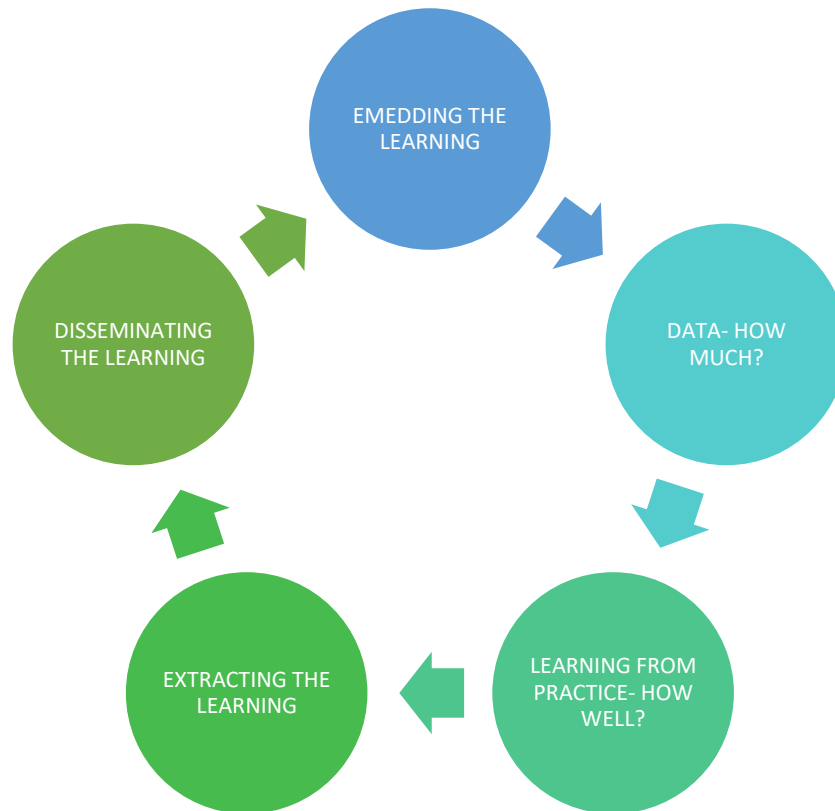 EMEDDING THE
LEARNING
DATA- HOW
MUCH?
LEARNING FROM
PRACTICE- HOW
WELL?
EXTRACTING THE
LEARNING
DISSEMINATING
THE LEARNING